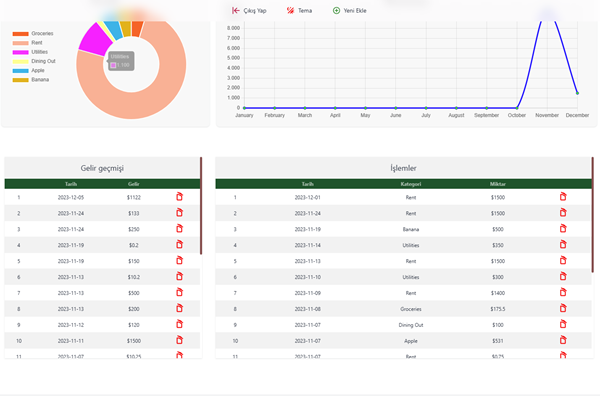 Çıkış Yap
Tema
Yeni Ekle
Groceries
Rent
Utilities
Dining Out
Apple
Banana
Utilities
8 000
7 000
6 000
5 000
4 000
3 000
2 000
1 000
0
January February March April May June July August September October November December
Gelir geçmişi
Tarih Gelir
1 2023-12-05 $1122
2 2023-11-24 $133
3 2023-11-24 $250
4 2023-11-19 $0.2
5 2023-11-19 $150
6 2023-11-13 $10.2
7 2023-11-13 $500
8 2023-11-13 $200
9 2023-11-12 $120
10 2023-11-11 $1500
11 2023-11-07 $10.25
İşlemler
Tarih Kategori Miktar
1 2023-12-01 Rent $1500
2 2023-11-24 Rent $1500
3 2023-11-19 Banana $500
4 2023-11-14 Utilities $350
5 2023-11-13 Rent $1500
6 2023-11-10 Utilities $300
7 2023-11-09 Rent $1400
8 2023-11-08 Groceries $175.5
9 2023-11-07 Dining Out $100
10 2023-11-07 Apple $531
11 2023-11-07 Rent $0.75